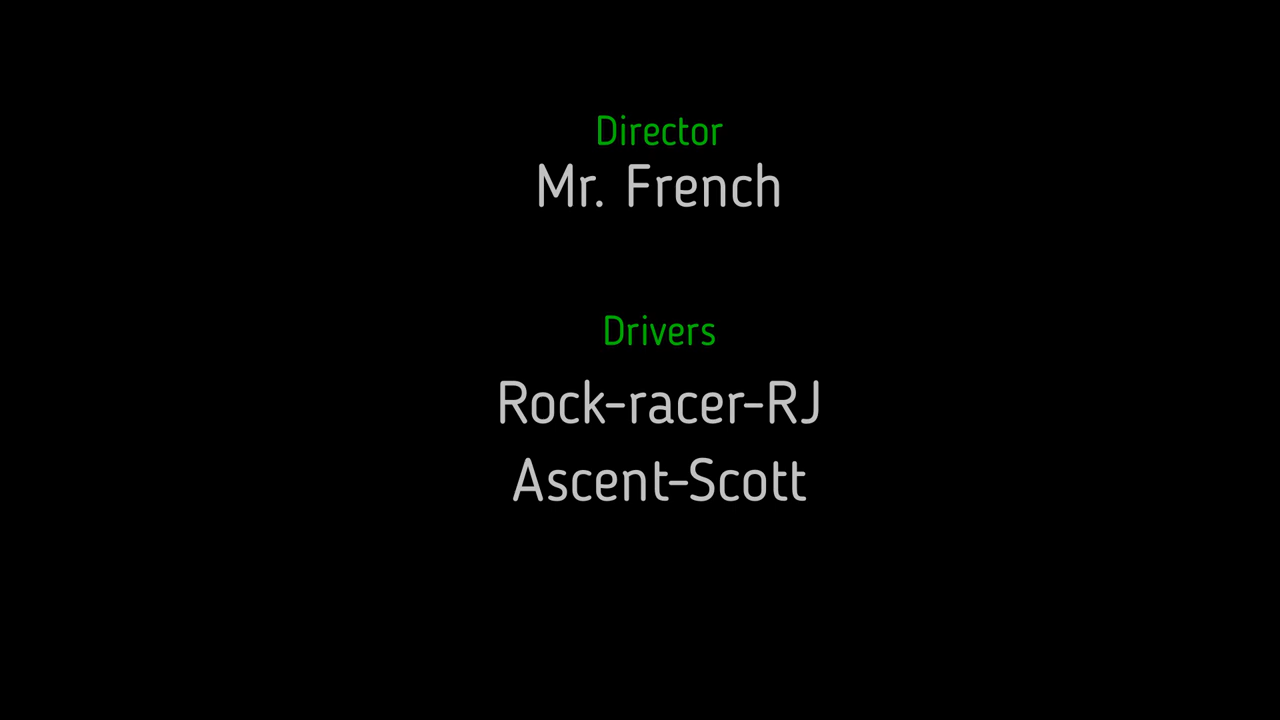 Director
Mr. French
Drivers
Rock-racer-RJ
Ascent-Scott